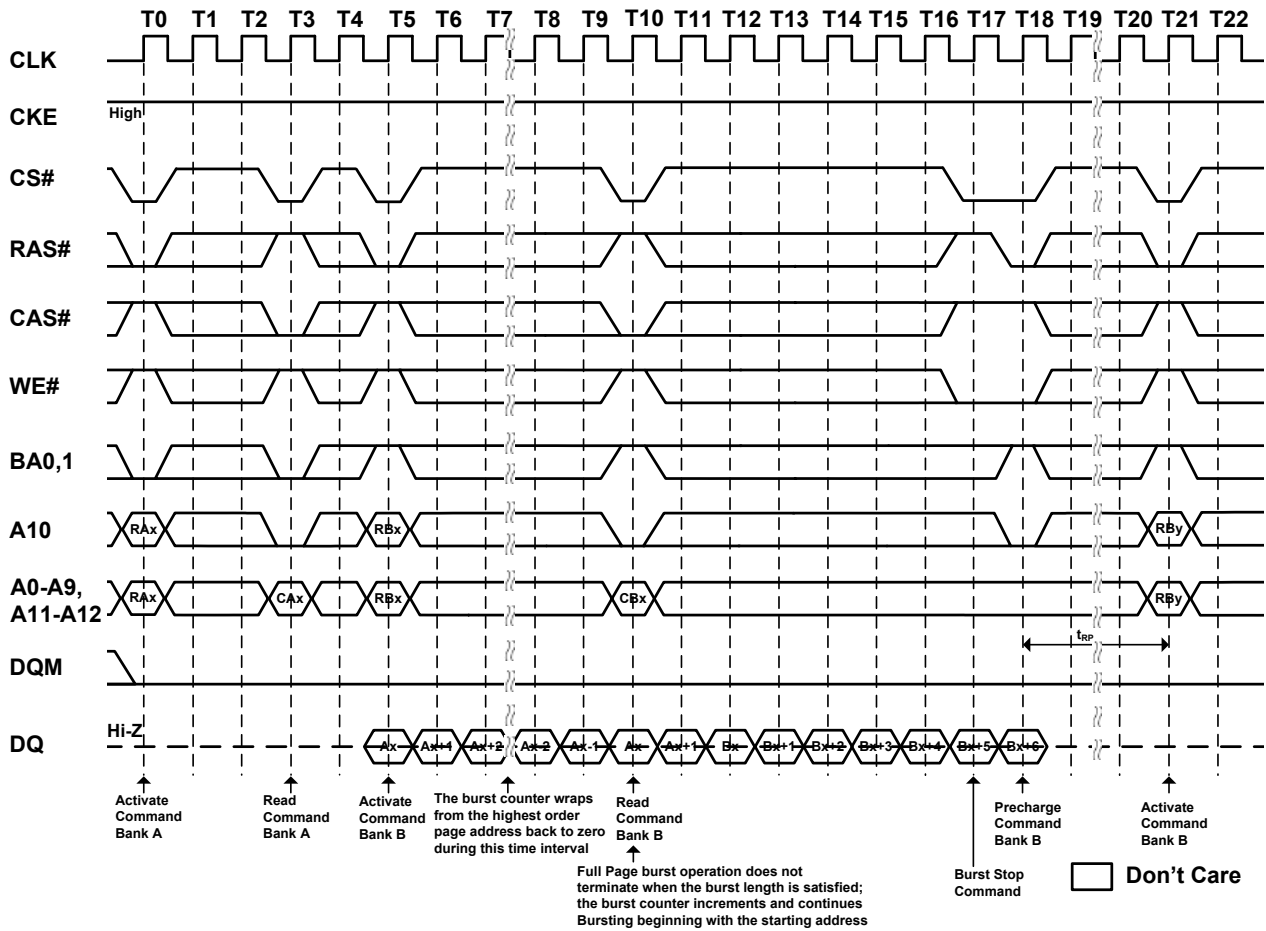 T0 T1 T2 T3 T4 T5 T6 T7 T8 T9 T10 T11 T12 T13 T14 T15 T16 T17 T18 T19 T20 T21 T22
CLK
CKE
High
CS#
RAS#
CAS#
WE#
BA0,1
A10
RAx RBx RBy
A0-A9,
A11-A12
RAx CAx RBx CBx RBy
tRP
DQM
DQ
Hi-Z
Ax Ax+1 Ax+2 Ax-2 Ax-1 Ax Ax+1 Bx Bx+1 Bx+2 Bx+3 Bx+4 Bx+5 Bx+6
Activate
Command
Bank A
Read
Command
Bank A
Activate
Command
Bank B
The burst counter wraps
from the highest order
page address back to zero
during this time interval
Read
Command
Bank B
Full Page burst operation does not
terminate when the burst length is satisfied;
the burst counter increments and continues
Bursting beginning with the starting address
Burst Stop
Command
Precharge
Command
Bank B
Activate
Command
Bank B
Don't Care